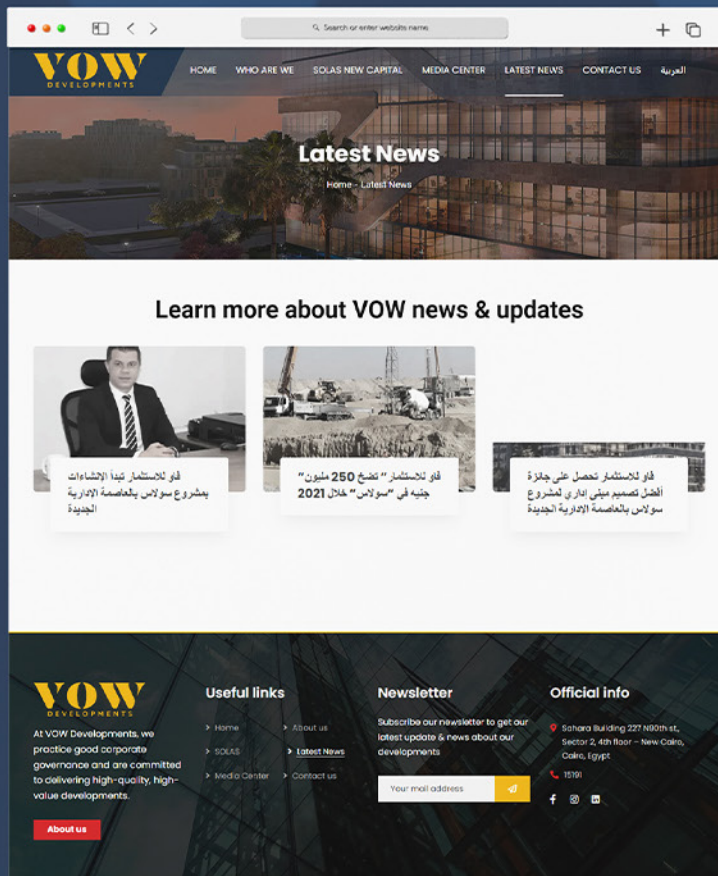 Search or enter website name
VOW
DEVELOPMENTS
HOME
WHO ARE WE
SOLAS NEW CAPITAL
MEDIA CENTER
LATEST NEWS
CONTACT US
العربية
Latest News
Home - Latest News
Learn more about VOW news & updates
ڤاو للاستثمار تبدأ الإنشاءات
بمشروع سولاس بالعاصمة الإدارية
الجديدة
ڤاو للاستثمار " تضخ 250 مليون"
جنيه في "سولاس" خلال 2021
ڤاو للاستثمار تحصل على جائزة
أفضل تصميم مبنى إداري لمشروع
سولاس بالعاصمة الإدارية الجديدة
VOW
DEVELOPMENTS
At VOW Developments, we
practice good corporate
governance and are committed
to delivering high-quality, high-
value developments.
About us
Useful links
> Home
> About us
> SOLAS
> Latest News
> Media Center
> Contact us
Newsletter
Subscribe our newsletter to get our
latest update & news about our
developments
Your mail address
Official info
Sahara Building 227 N90th st.,
Sector 2, 4th floor - New Cairo,
Cairo, Egypt
15191